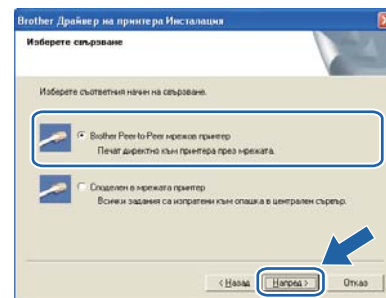 Brother Драйвер на принтера Инсталация
Изберете свързване
Изберете съответния начин на свързване.
Brother Peer-to-Peer мрежов принтер
Печат директно към принтера през мрежата.
Споделен в мрежата принтер
Всички задания са изпратени към опашка в централен сървър.
< Назад
Напред >
Отказ